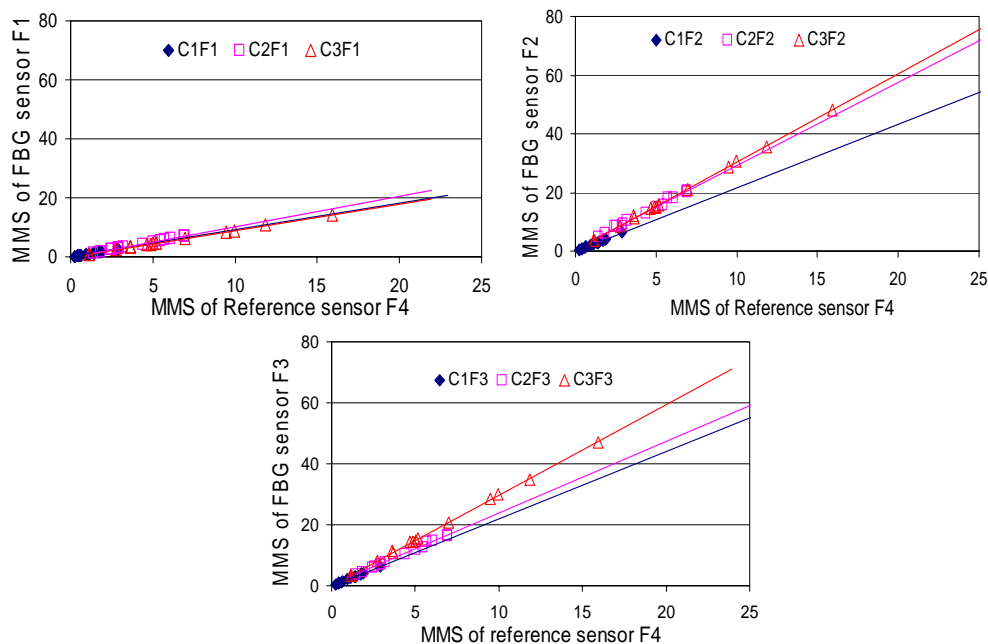 MMS of FBG sensor F1
80
60
40
20
0
C1F1 C2F1 C3F1
0 5 10 15 20 25
MMS of Reference sensor F4
MMS of FBG sensor F2
80
60
40
20
0
C1F2 C2F2 C3F2
0 5 10 15 20 25
MMS of Reference sensor F4
MMS of FBG sensor F3
80
60
40
20
0
C1F3 C2F3 C3F3
0 5 10 15 20 25
MMS of reference sensor F4